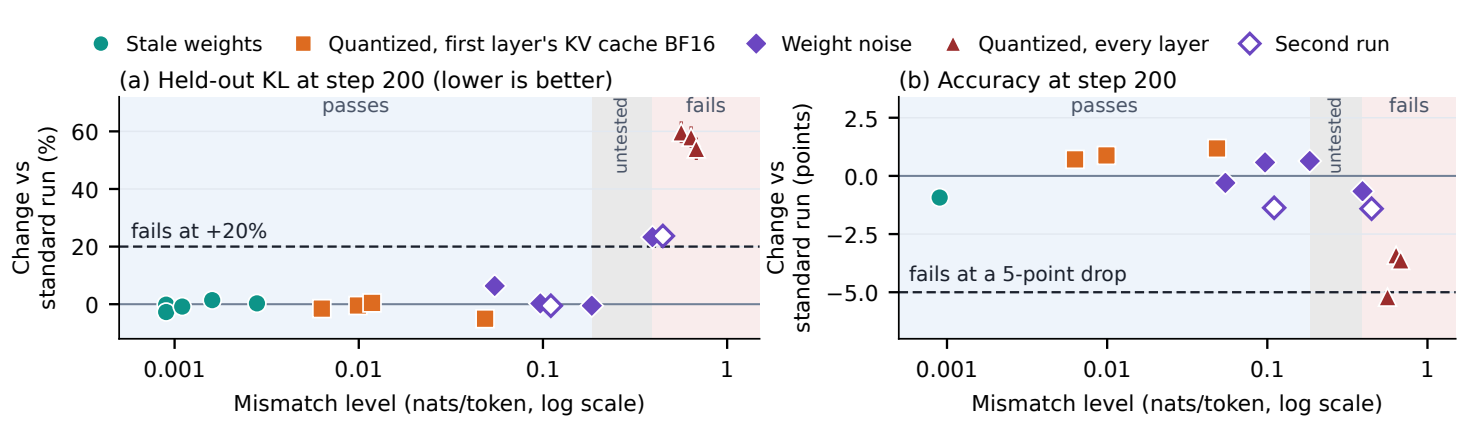 Stale weights
Quantized, first layer's KV cache BF16
Weight noise
Quantized, every layer
Second run
(a) Held-out KL at step 200 (lower is better)
passes
untested
fails
fails at +20%
60
40
20
0
Change vs
standard run (%)
0.001
0.01
0.1
1
Mismatch level (nats/token, log scale)
(b) Accuracy at step 200
passes
untested
fails
fails at a 5-point drop
2.5
0.0
−2.5
−5.0
Change vs
standard run (points)
0.001
0.01
0.1
1
Mismatch level (nats/token, log scale)